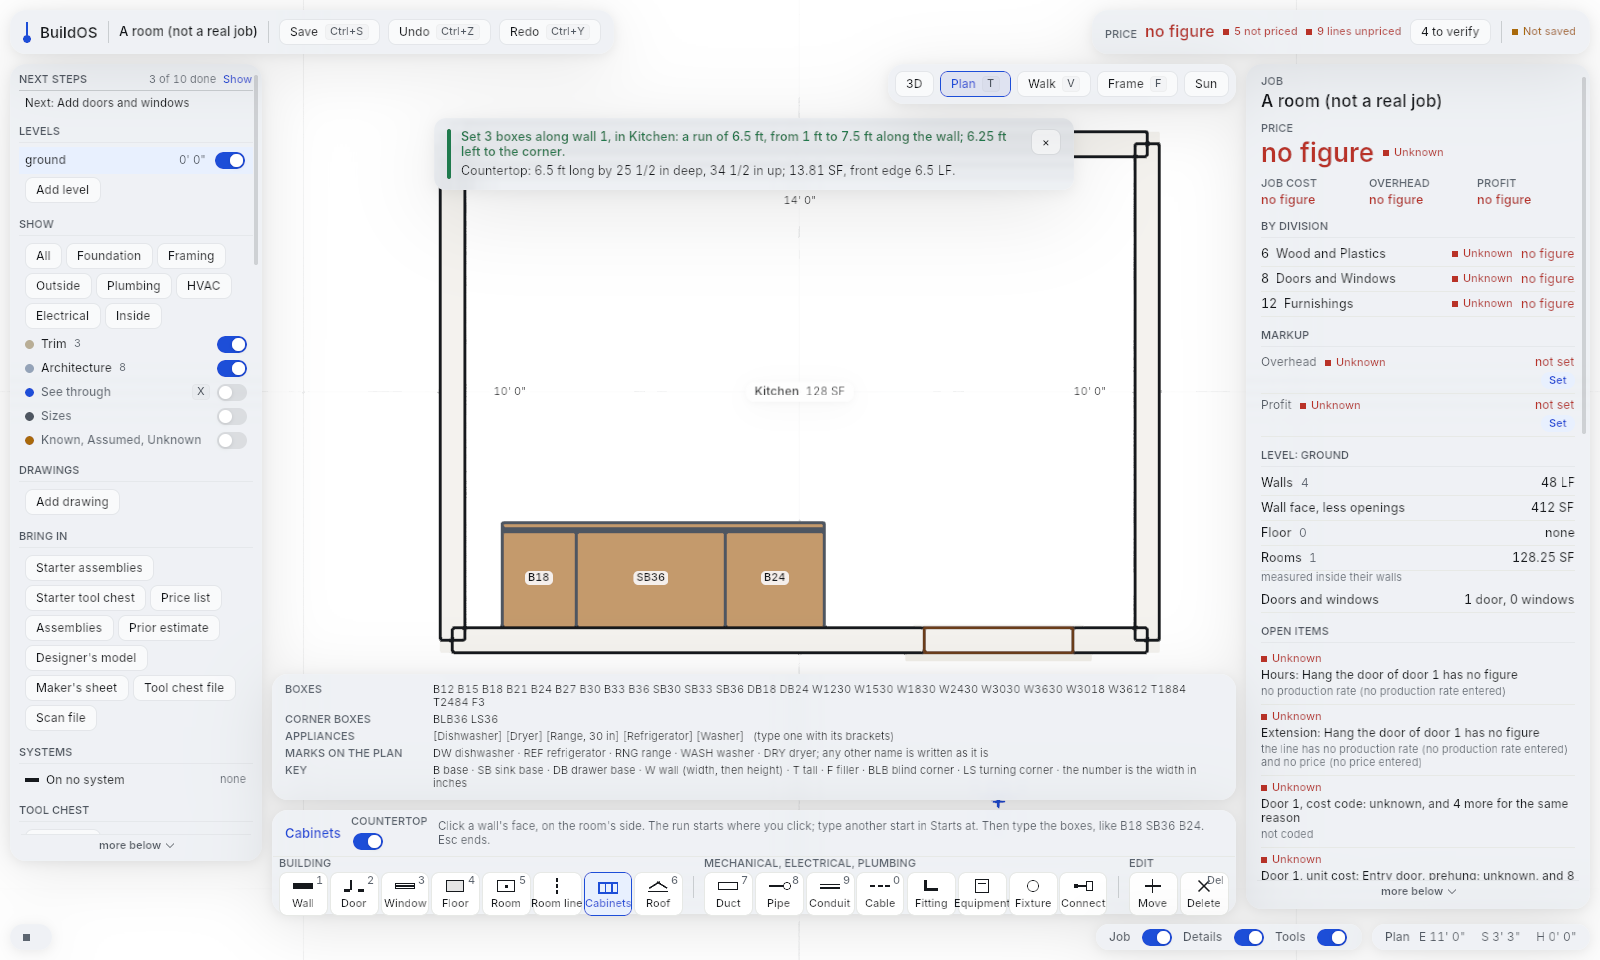 BuildOS
A room (not a real job)
Save Ctrl+S
Undo Ctrl+Z
Redo Ctrl+Y
PRICE no figure 5 not priced 9 lines unpriced 4 to verify Not saved
NEXT STEPS 3 of 10 done Show
Next: Add doors and windows
LEVELS
ground 0' 0"
Add level
SHOW
All Foundation Framing
Outside Plumbing HVAC
Electrical Inside
Trim 3
Architecture 8
See through X
Sizes
Known, Assumed, Unknown
DRAWINGS
Add drawing
BRING IN
Starter assemblies
Starter tool chest Price list
Assemblies Prior estimate
Designer's model
Maker's sheet Tool chest file
Scan file
SYSTEMS
On no system none
TOOL CHEST
more below
3D Plan T Walk V Frame F Sun
Set 3 boxes along wall 1, in Kitchen: a run of 6.5 ft, from 1 ft to 7.5 ft along the wall; 6.25 ft
left to the corner.
Countertop: 6.5 ft long by 25 1/2 in deep, 34 1/2 in up; 13.81 SF, front edge 6.5 LF.
×
14' 0"
10' 0"
Kitchen 128 SF
10' 0"
B18 SB36 B24
BOXES B12 B15 B18 B21 B24 B27 B30 B33 B36 SB30 SB33 SB36 DB18 DB24 W1230 W1530 W1830 W2430 W3030 W3630 W3018 W3612 T1884
T2484 F3
CORNER BOXES BLB36 LS36
APPLIANCES [Dishwasher] [Dryer] [Range, 30 in] [Refrigerator] [Washer] (type one with its brackets)
MARKS ON THE PLAN DW dishwasher · REF refrigerator · RNG range · WASH washer · DRY dryer; any other name is written as it is
KEY B base · SB sink base · DB drawer base · W wall (width, then height) · T tall · F filler · BLB blind corner · LS turning corner · the number is the width in
inches
Cabinets
COUNTERTOP
Click a wall's face, on the room's side. The run starts where you click; type another start in Starts at. Then type the boxes, like B18 SB36 B24.
Esc ends.
BUILDING MECHANICAL, ELECTRICAL, PLUMBING EDIT
1 2 3 4 5 6 7 8 9 0 Del
Wall Door Window Floor Room Room line Cabinets Roof Duct Pipe Conduit Cable Fitting Equipment Fixture Connect Move Delete
JOB
A room (not a real job)
PRICE
no figure Unknown
JOB COST OVERHEAD PROFIT
no figure no figure no figure
BY DIVISION
6 Wood and Plastics Unknown no figure
8 Doors and Windows Unknown no figure
12 Furnishings Unknown no figure
MARKUP
Overhead Unknown not set
Set
Profit Unknown not set
Set
LEVEL: GROUND
Walls 4 48 LF
Wall face, less openings 412 SF
Floor 0 none
Rooms 1 128.25 SF
measured inside their walls
Doors and windows 1 door, 0 windows
OPEN ITEMS
Unknown
Hours: Hang the door of door 1 has no figure
no production rate (no production rate entered)
Unknown
Extension: Hang the door of door 1 has no figure
the line has no production rate (no production rate entered)
and no price (no price entered)
Unknown
Door 1, cost code: unknown, and 4 more for the same
reason
not coded
Unknown
Door 1, unit cost: Entry door, prehung: unknown, and 8
more below
Job Details Tools
Plan E 11' 0" S 3' 3" H 0' 0"